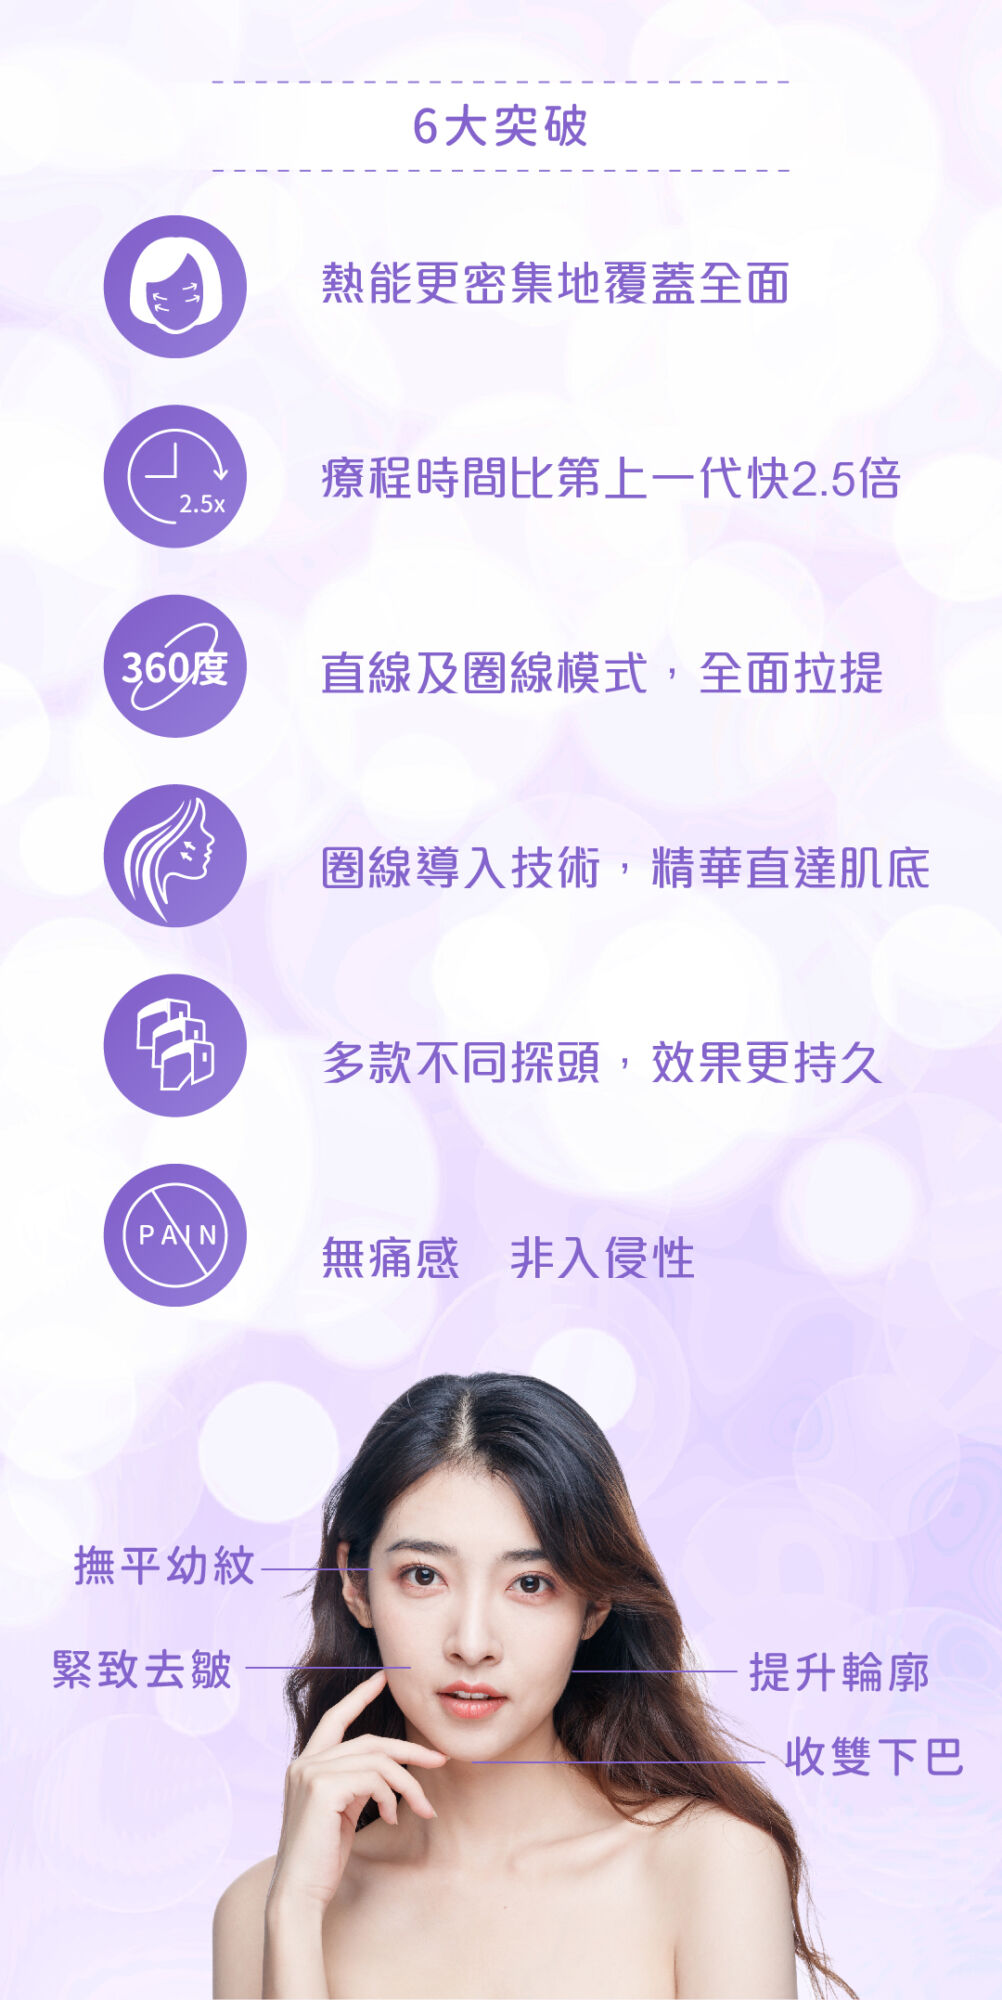 6大突破
熱能更密集地覆蓋全面
2.5x
療程時間比第上一代快2.5倍
360度
直線及圈線模式，全面拉提
圈線導入技術，精華直達肌底
多款不同探頭，效果更持久
PAIN
無痛感　非入侵性
撫平幼紋
緊致去皺
提升輪廓
收雙下巴